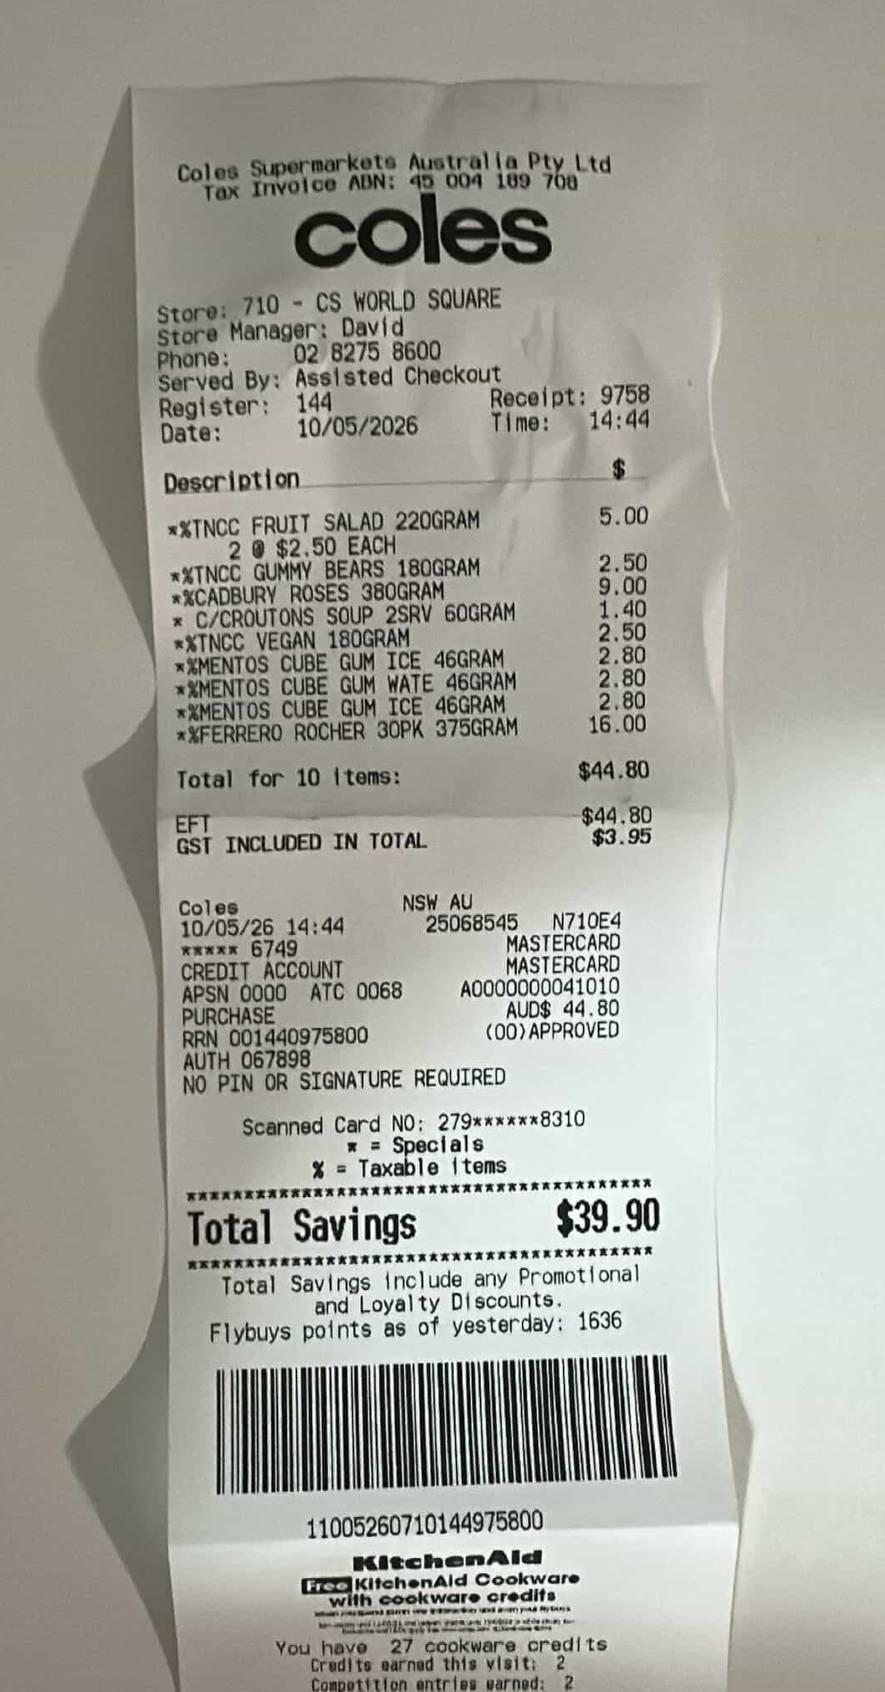 Coles Supermarkets Australia Pty Ltd
Tax Invoice ABN: 45 004 189 708
coles
Store: 710 - CS WORLD SQUARE
Store Manager: David
Phone: 02 8275 8600
Served By: Assisted Checkout
Register: 144 Receipt: 9758
Date: 10/05/2026 Time: 14:44
Description $
*%TNCC FRUIT SALAD 220GRAM 5.00
2 @ $2.50 EACH
*%TNCC GUMMY BEARS 180GRAM 2.50
*%CADBURY ROSES 380GRAM 9.00
* C/CROUTONS SOUP 2SRV 60GRAM 1.40
*%TNCC VEGAN 180GRAM 2.50
*%MENTOS CUBE GUM ICE 46GRAM 2.80
*%MENTOS CUBE GUM WATE 46GRAM 2.80
*%MENTOS CUBE GUM ICE 46GRAM 2.80
*%FERRERO ROCHER 30PK 375GRAM 16.00
Total for 10 items: $44.80
EFT $44.80
GST INCLUDED IN TOTAL $3.95
Coles NSW AU
10/05/26 14:44 25068545 N710E4
***** 6749 MASTERCARD
CREDIT ACCOUNT MASTERCARD
APSN 0000 ATC 0068 A0000000041010
PURCHASE AUD$ 44.80
RRN 001440975800 (00)APPROVED
AUTH 067898
NO PIN OR SIGNATURE REQUIRED
Scanned Card NO: 279******8310
* = Specials
% = Taxable items
****************************************
Total Savings $39.90
****************************************
Total Savings include any Promotional
and Loyalty Discounts.
Flybuys points as of yesterday: 1636
11005260710144975800
KitchenAid
Free KitchenAid Cookware
with cookware credits
You have 27 cookware credits
Credits earned this visit: 2
Competition entries earned: 2